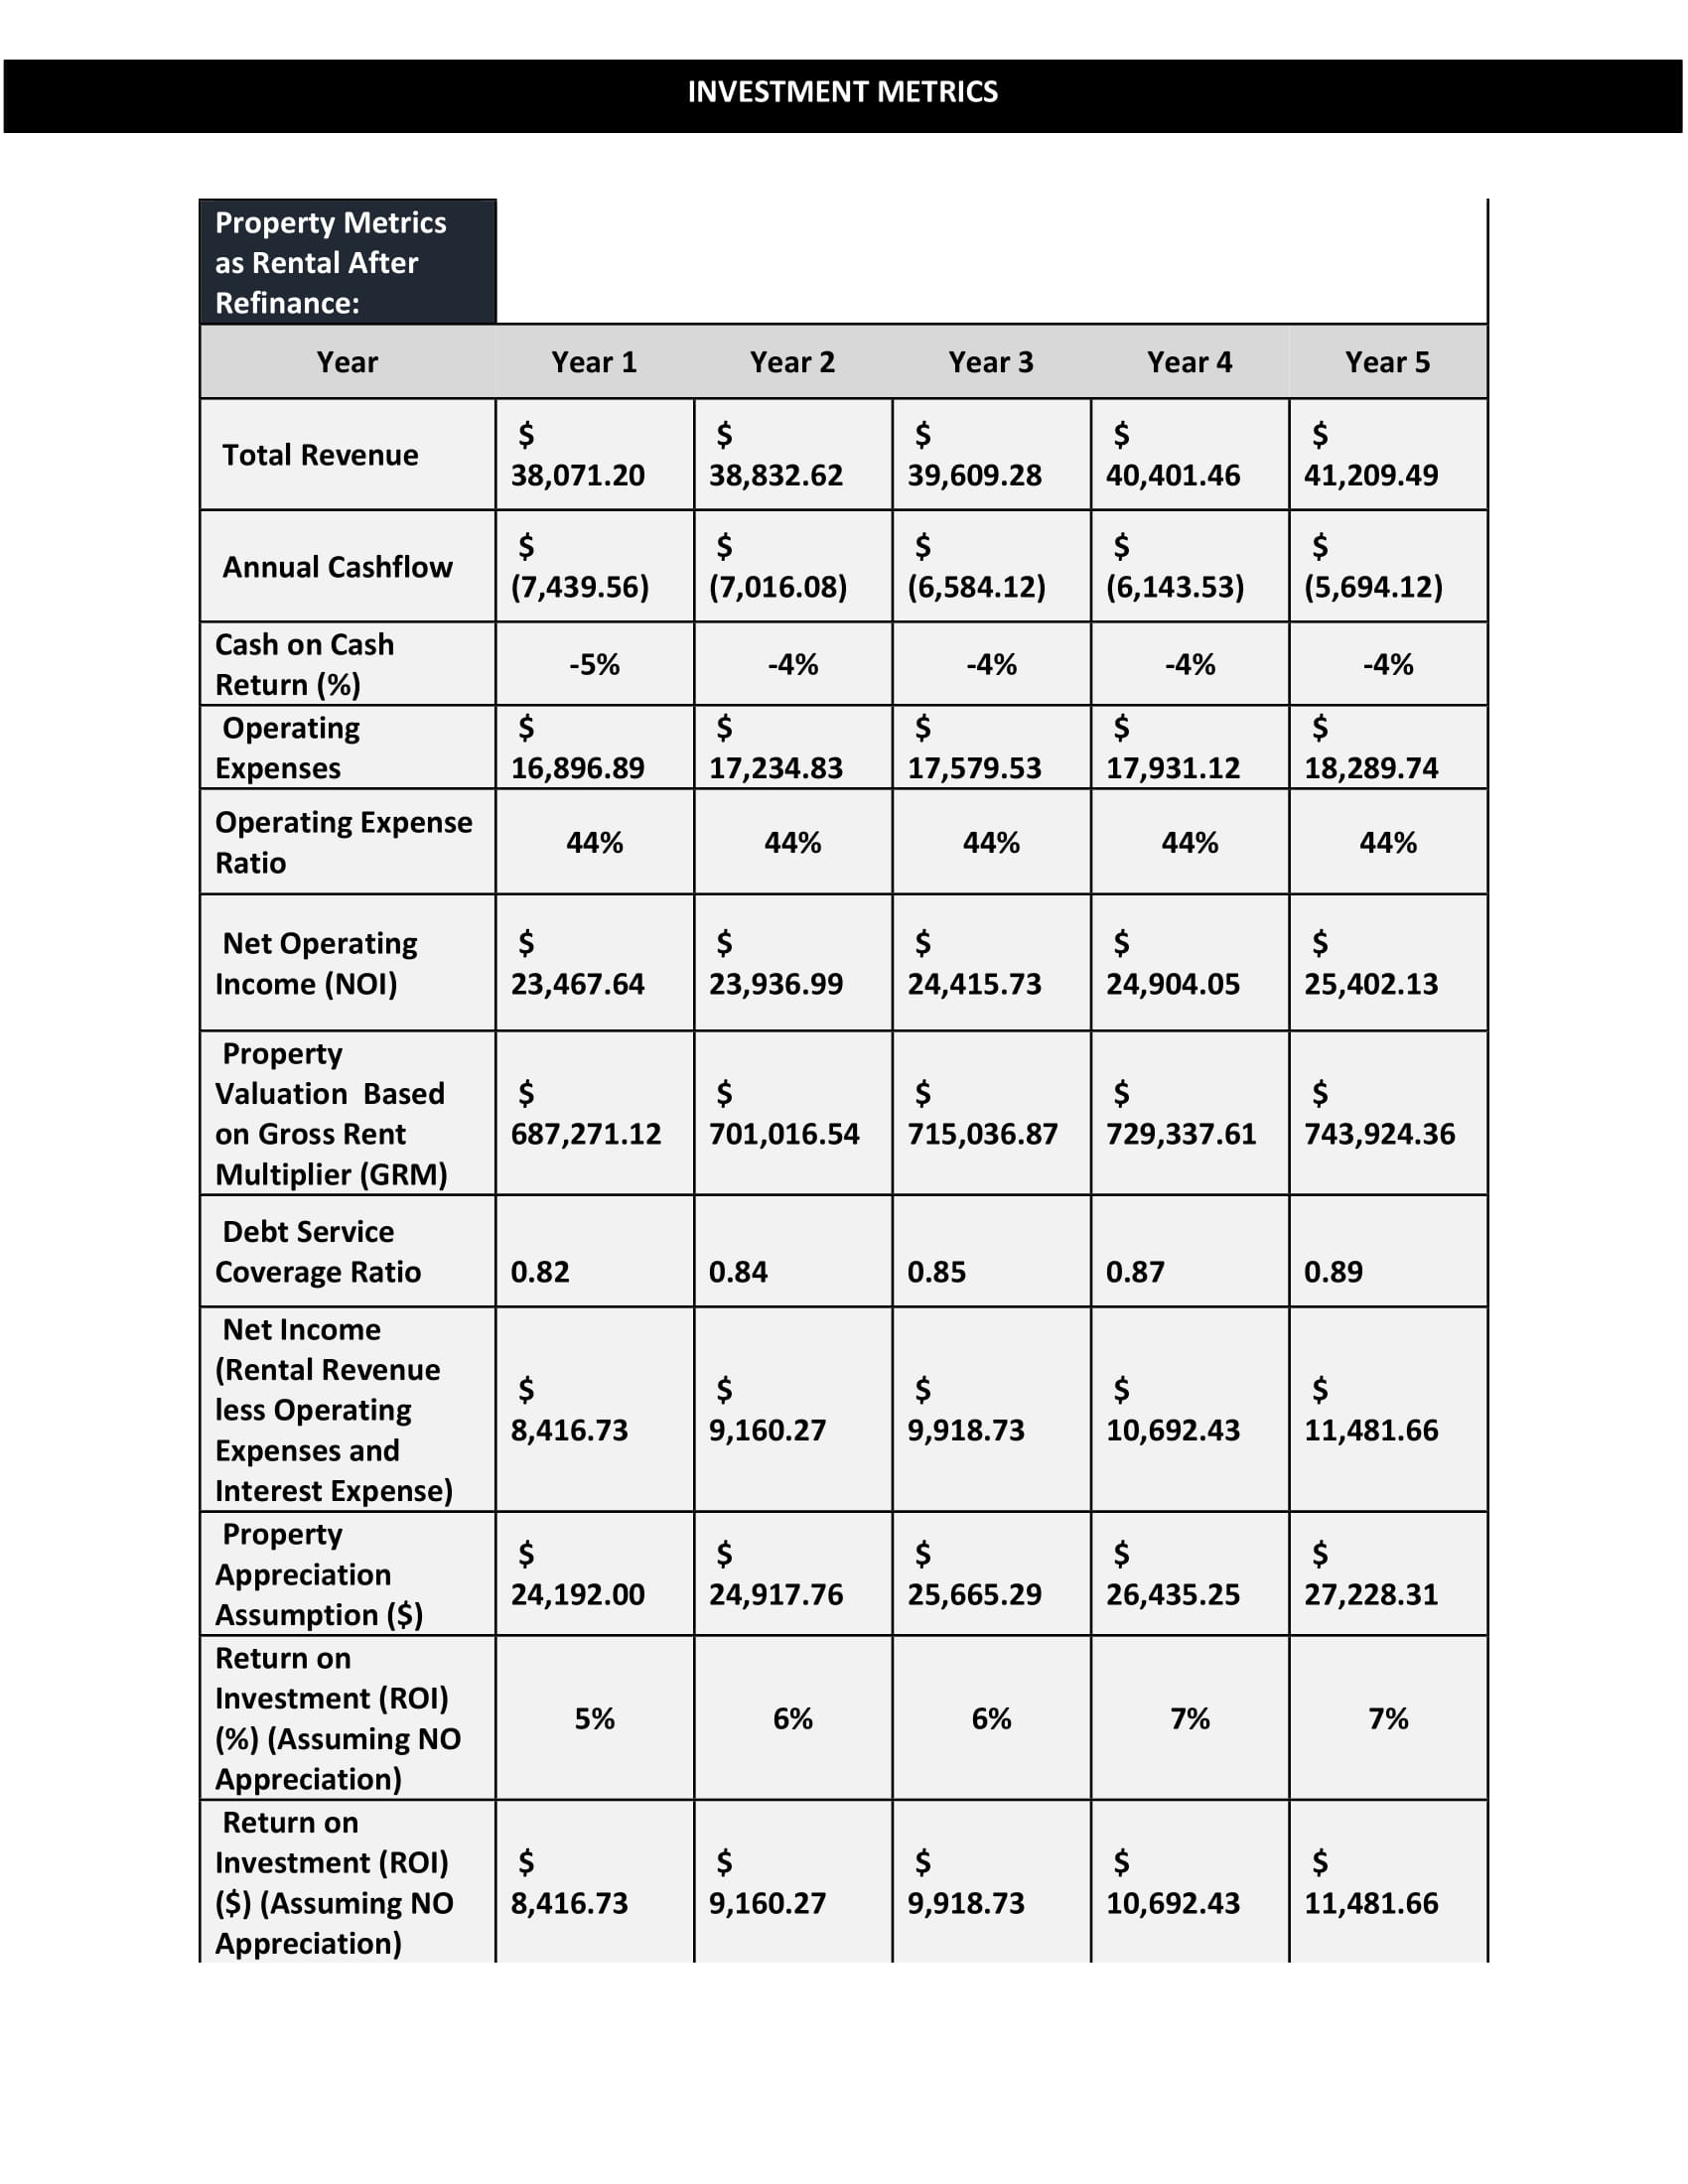 INVESTMENT METRICS
Property Metrics
as Rental After
Refinance:
Year Year 1 Year 2 Year 3 Year 4 Year 5
Total Revenue
$ $ $ $ $
38,071.20 38,832.62 39,609.28 40,401.46 41,209.49
Annual Cashflow
$ $ $ $ $
(7,439.56) (7,016.08) (6,584.12) (6,143.53) (5,694.12)
Cash on Cash
Return (%)
-5% -4% -4% -4% -4%
Operating $ $ $ $ $
Expenses 16,896.89 17,234.83 17,579.53 17,931.12 18,289.74
Operating Expense
Ratio
44% 44% 44% 44% 44%
Net Operating $ $ $ $ $
Income (NOI) 23,467.64 23,936.99 24,415.73 24,904.05 25,402.13
Property
Valuation Based $ $ $ $ $
on Gross Rent 687,271.12 701,016.54 715,036.87 729,337.61 743,924.36
Multiplier (GRM)
Debt Service
Coverage Ratio 0.82 0.84 0.85 0.87 0.89
Net Income
(Rental Revenue
less Operating
Expenses and
Interest Expense)
$ $ $ $ $
8,416.73 9,160.27 9,918.73 10,692.43 11,481.66
Property
Appreciation
Assumption ($)
$ $ $ $ $
24,192.00 24,917.76 25,665.29 26,435.25 27,228.31
Return on
Investment (ROI)
(%) (Assuming NO
Appreciation)
5% 6% 6% 7% 7%
Return on
Investment (ROI) $ $ $ $ $
($) (Assuming NO 8,416.73 9,160.27 9,918.73 10,692.43 11,481.66
Appreciation)